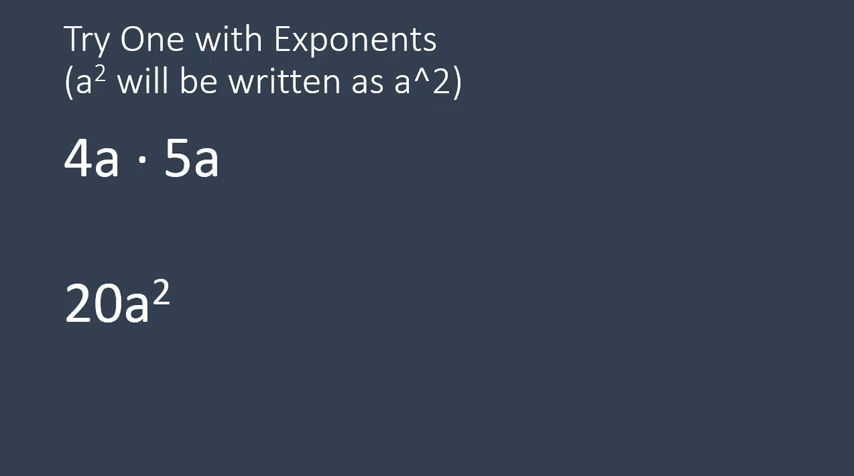 Try One with Exponents
(a² will be written as a^2)
4a · 5a
20a²